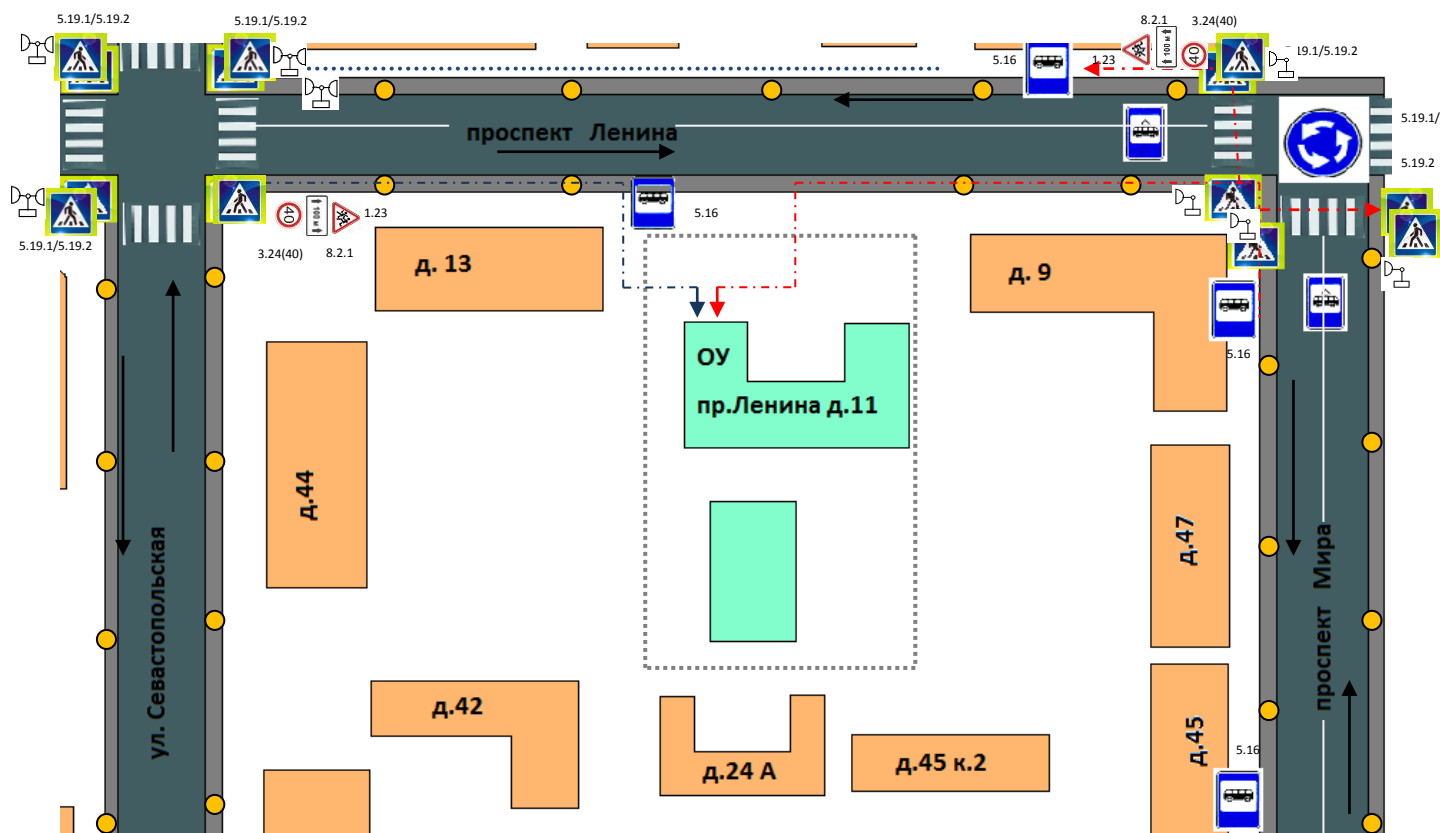 5.19.1/5.19.2
5.19.1/5.19.2
8.2.1
3.24(40)
5.16
1.23
100 м
40
19.1/5.19.2
проспект Ленина
5.19.1/
5.19.2
40
100 м
1.23
5.16
5.19.1/5.19.2
3.24(40)
8.2.1
д. 13
д. 9
5.16
ОУ
пр.Ленина д.11
д.44
д.47
ул. Севастопольская
проспект Мира
д.42
д.45
5.16
д.24 А
д.45 к.2